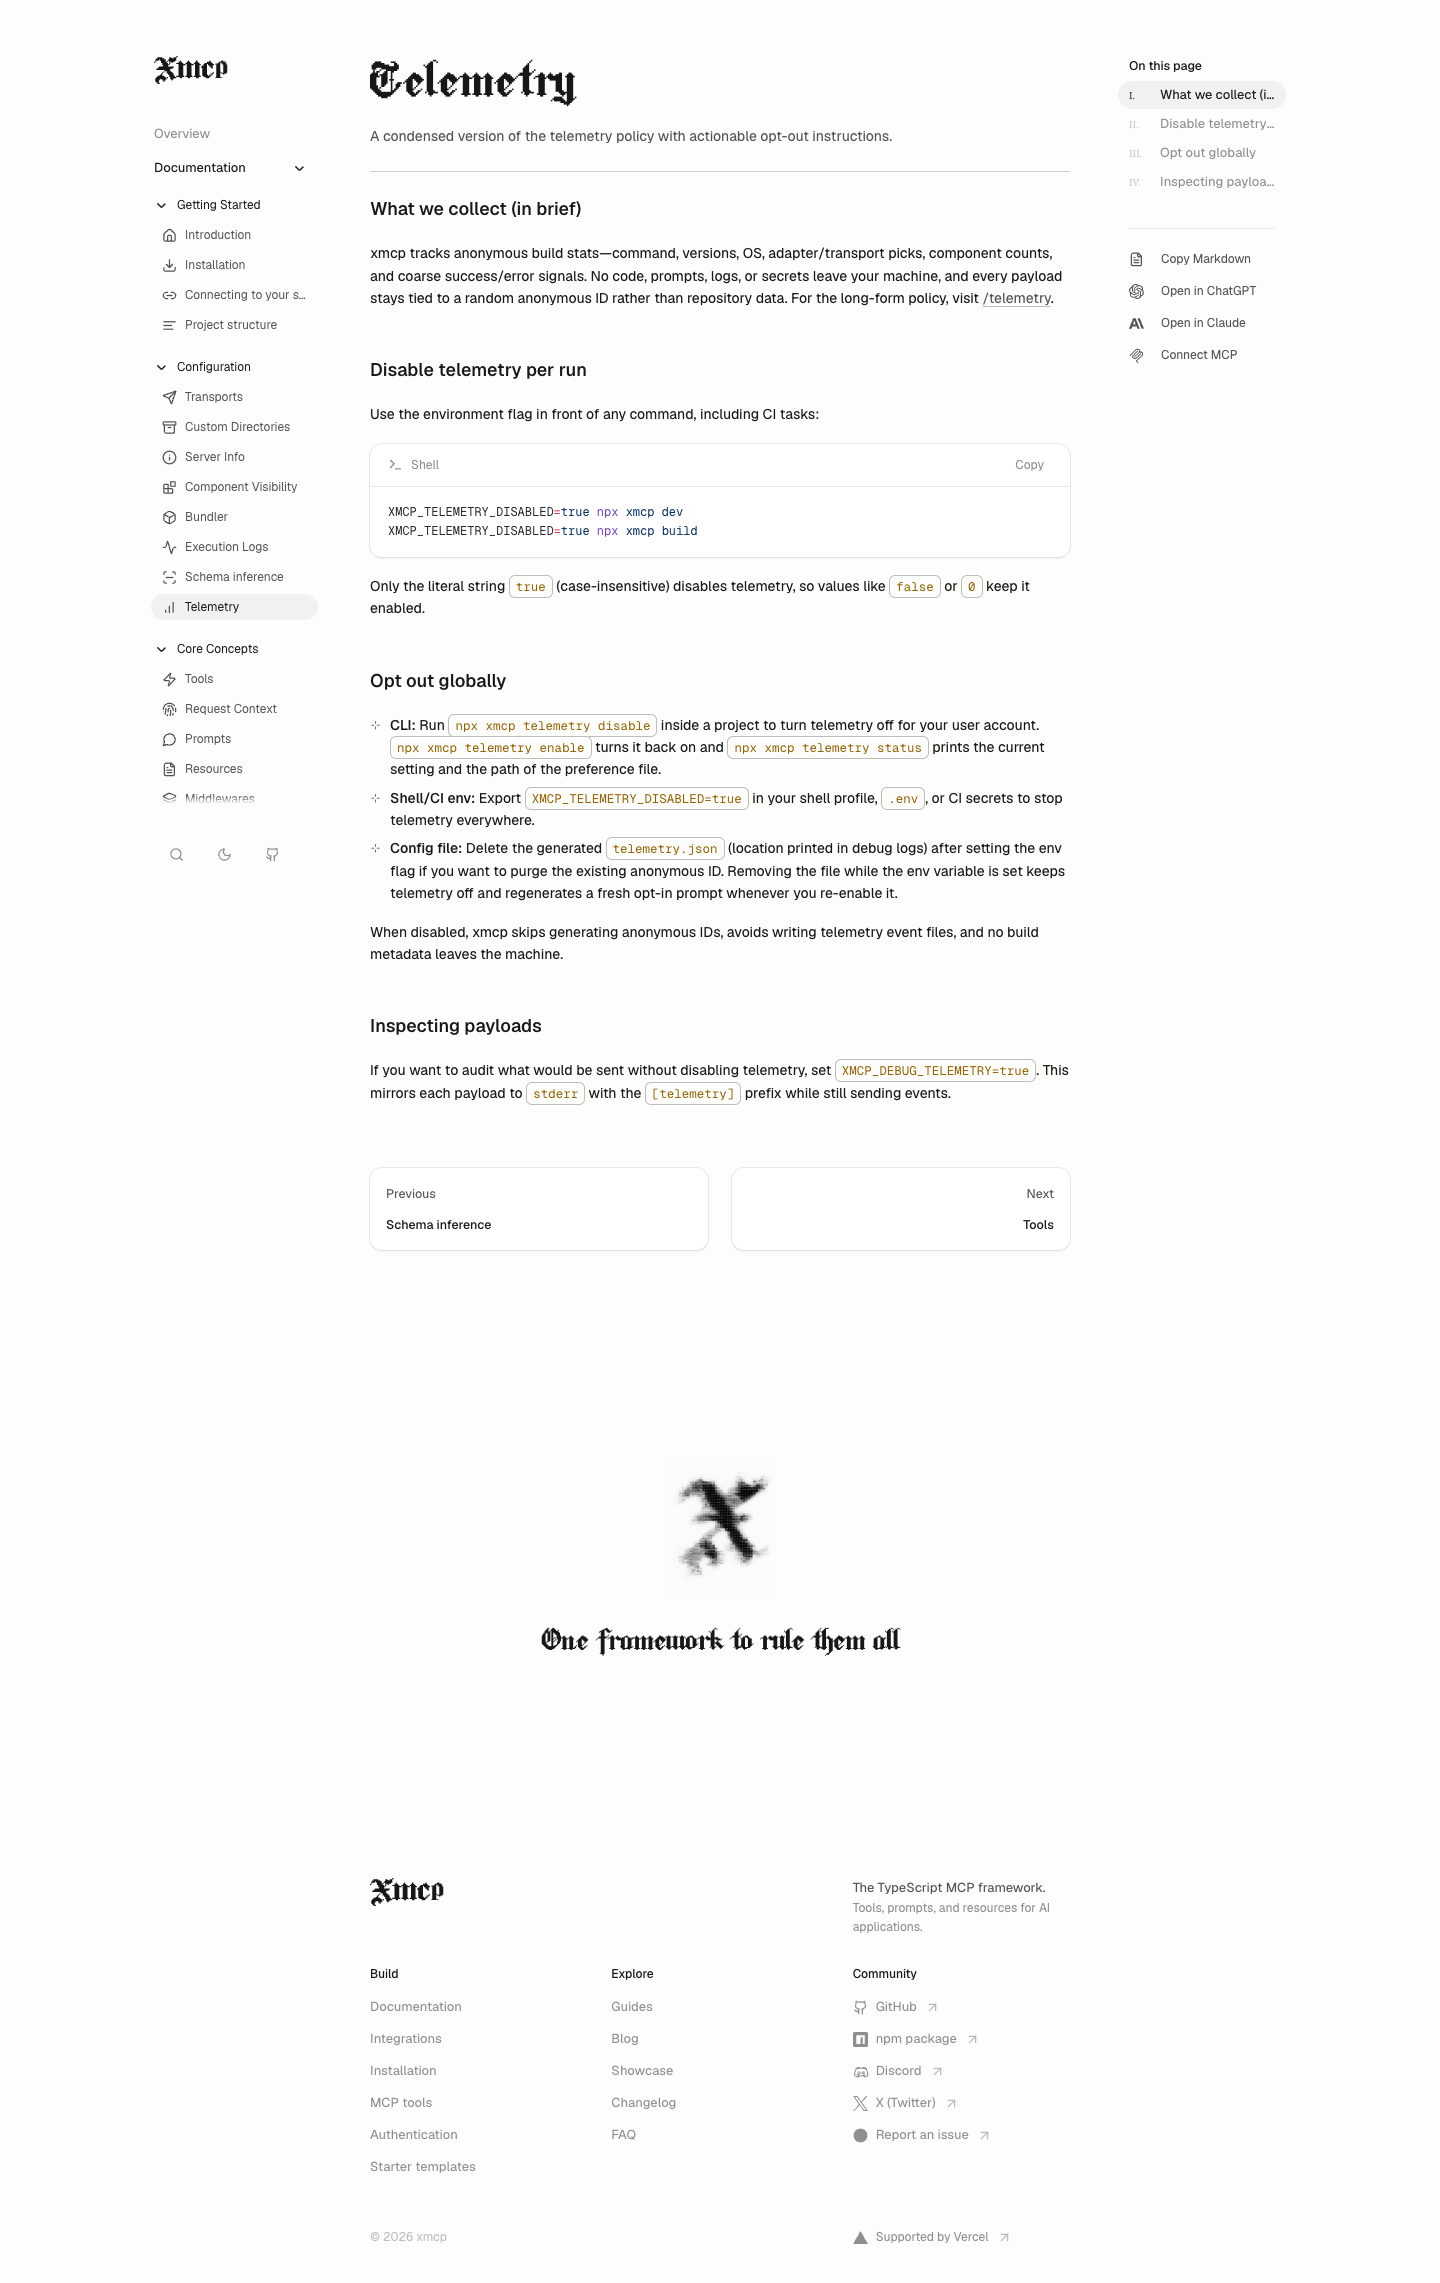 Xmcp
Overview
Documentation
Getting Started
Introduction
Installation
Connecting to your s...
Project structure
Configuration
Transports
Custom Directories
Server Info
Component Visibility
Bundler
Execution Logs
Schema inference
Telemetry
Core Concepts
Tools
Request Context
Prompts
Resources
Middlewares
Telemetry
A condensed version of the telemetry policy with actionable opt-out instructions.
What we collect (in brief)
xmcp tracks anonymous build stats—command, versions, OS, adapter/transport picks, component counts,
and coarse success/error signals. No code, prompts, logs, or secrets leave your machine, and every payload
stays tied to a random anonymous ID rather than repository data. For the long-form policy, visit /telemetry.
Disable telemetry per run
Use the environment flag in front of any command, including CI tasks:
Shell
Copy
XMCP_TELEMETRY_DISABLED=true npx xmcp dev
XMCP_TELEMETRY_DISABLED=true npx xmcp build
Only the literal string true (case-insensitive) disables telemetry, so values like false or 0 keep it
enabled.
Opt out globally
CLI: Run npx xmcp telemetry disable inside a project to turn telemetry off for your user account.
npx xmcp telemetry enable turns it back on and npx xmcp telemetry status prints the current
setting and the path of the preference file.
Shell/CI env: Export XMCP_TELEMETRY_DISABLED=true in your shell profile, .env, or CI secrets to stop
telemetry everywhere.
Config file: Delete the generated telemetry.json (location printed in debug logs) after setting the env
flag if you want to purge the existing anonymous ID. Removing the file while the env variable is set keeps
telemetry off and regenerates a fresh opt-in prompt whenever you re-enable it.
When disabled, xmcp skips generating anonymous IDs, avoids writing telemetry event files, and no build
metadata leaves the machine.
Inspecting payloads
If you want to audit what would be sent without disabling telemetry, set XMCP_DEBUG_TELEMETRY=true. This
mirrors each payload to stderr with the [telemetry] prefix while still sending events.
Previous
Schema inference
Next
Tools
On this page
I. What we collect (i...
II. Disable telemetry...
III. Opt out globally
IV. Inspecting payloa...
Copy Markdown
Open in ChatGPT
Open in Claude
Connect MCP
X
One framework to rule them all
Xmcp
The TypeScript MCP framework.
Tools, prompts, and resources for AI
applications.
Build
Documentation
Integrations
Installation
MCP tools
Authentication
Starter templates
Explore
Guides
Blog
Showcase
Changelog
FAQ
Community
GitHub
npm package
Discord
X (Twitter)
Report an issue
© 2026 xmcp
Supported by Vercel